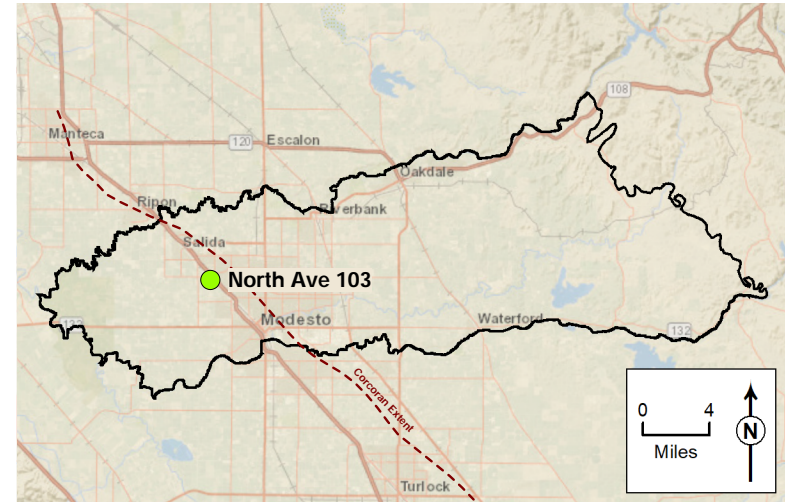 108
Manteca
120
Escalon
Oakdale
Ripon
Riverbank
Salida
North Ave 103
132
Modesto
Waterford
132
Corcoran Extent
Turlock
0 4
Miles
N